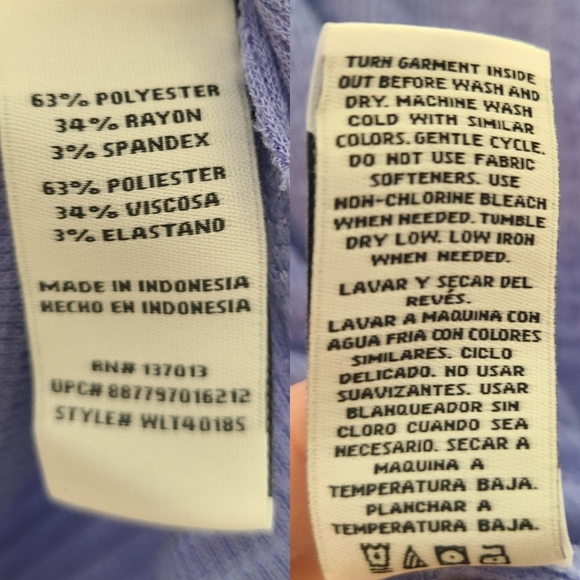 63% POLYESTER
34% RAYON
3% SPANDEX
63% POLIESTER
34% VISCOSA
3% ELASTANO
MADE IN INDONESIA
HECHO EN INDONESIA
RN# 137013
UPC# 887797016212
STYLE# WLT40185
TURN GARMENT INSIDE
OUT BEFORE WASH AND
DRY. MACHINE WASH
COLD WITH SIMILAR
COLORS. GENTLE CYCLE.
DO NOT USE FABRIC
SOFTENERS. USE
NON-CHLORINE BLEACH
WHEN NEEDED. TUMBLE
DRY LOW. LOW IRON
WHEN NEEDED.
LAVAR Y SECAR DEL
REVÉS.
LAVAR A MAQUINA CON
AGUA FRIA CON COLORES
SIMILARES. CICLO
DELICADO. NO USAR
SUAVIZANTES. USAR
BLANQUEADOR SIN
CLORO CUANDO SEA
NECESARIO. SECAR A
MAQUINA A
TEMPERATURA BAJA.
PLANCHAR A
TEMPERATURA BAJA.